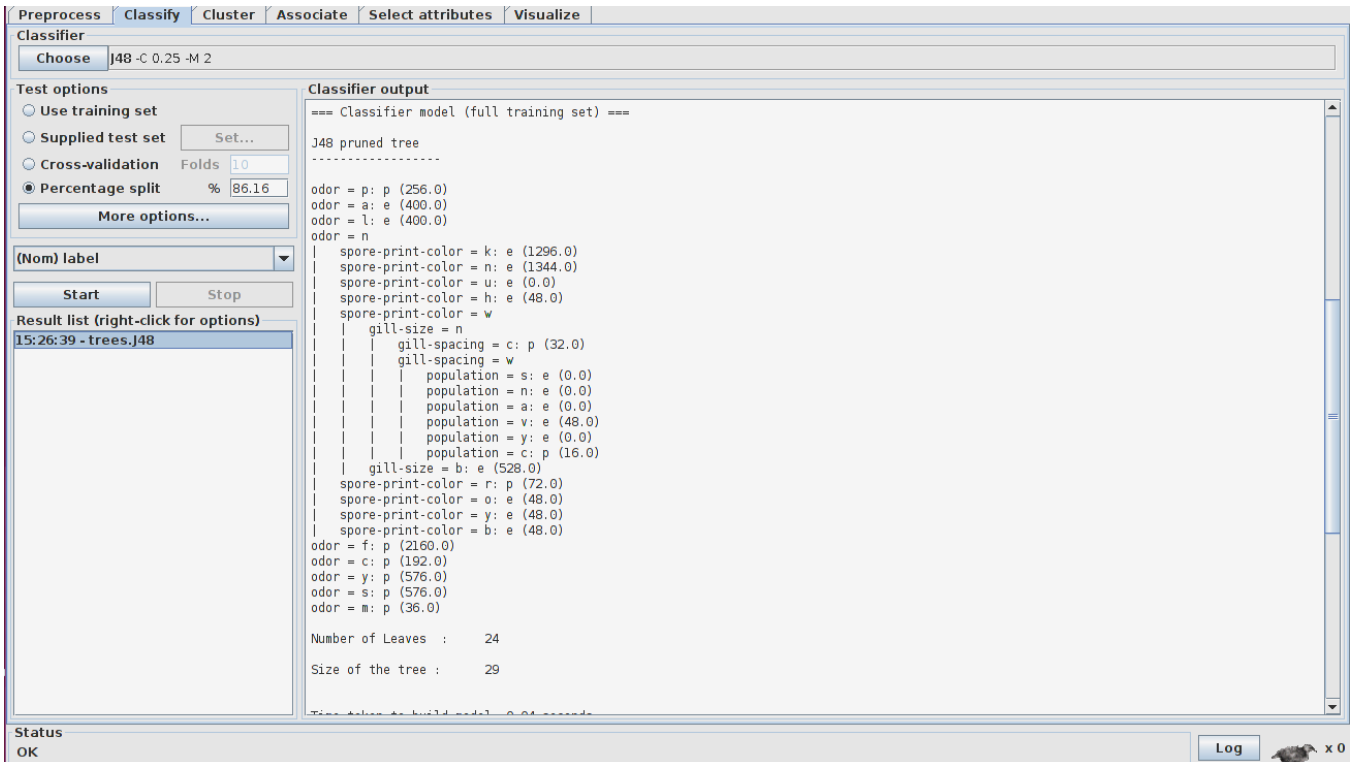 Preprocess Classify Cluster Associate Select attributes Visualize
Classifier
Choose J48 -C 0.25 -M 2
Test options
Use training set
Supplied test set Set...
Cross-validation Folds 10
Percentage split % 86.16
More options...
(Nom) label
Start Stop
Result list (right-click for options)
15:26:39 - trees.J48
Classifier output
=== Classifier model (full training set) ===
J48 pruned tree
------------------
odor = p: p (256.0)
odor = a: e (400.0)
odor = l: e (400.0)
odor = n
|   spore-print-color = k: e (1296.0)
|   spore-print-color = n: e (1344.0)
|   spore-print-color = u: e (0.0)
|   spore-print-color = h: e (48.0)
|   spore-print-color = w
|   |   gill-size = n
|   |   |   gill-spacing = c: p (32.0)
|   |   |   gill-spacing = w
|   |   |   |   population = s: e (0.0)
|   |   |   |   population = n: e (0.0)
|   |   |   |   population = a: e (0.0)
|   |   |   |   population = v: e (48.0)
|   |   |   |   population = y: e (0.0)
|   |   |   |   population = c: p (16.0)
|   |   gill-size = b: e (528.0)
|   spore-print-color = r: p (72.0)
|   spore-print-color = o: e (48.0)
|   spore-print-color = y: e (48.0)
|   spore-print-color = b: e (48.0)
odor = f: p (2160.0)
odor = c: p (192.0)
odor = y: p (576.0)
odor = s: p (576.0)
odor = m: p (36.0)
Number of Leaves  :     24
Size of the tree :     29
Time taken to build model: 0.04 seconds
Status
OK
Log x 0